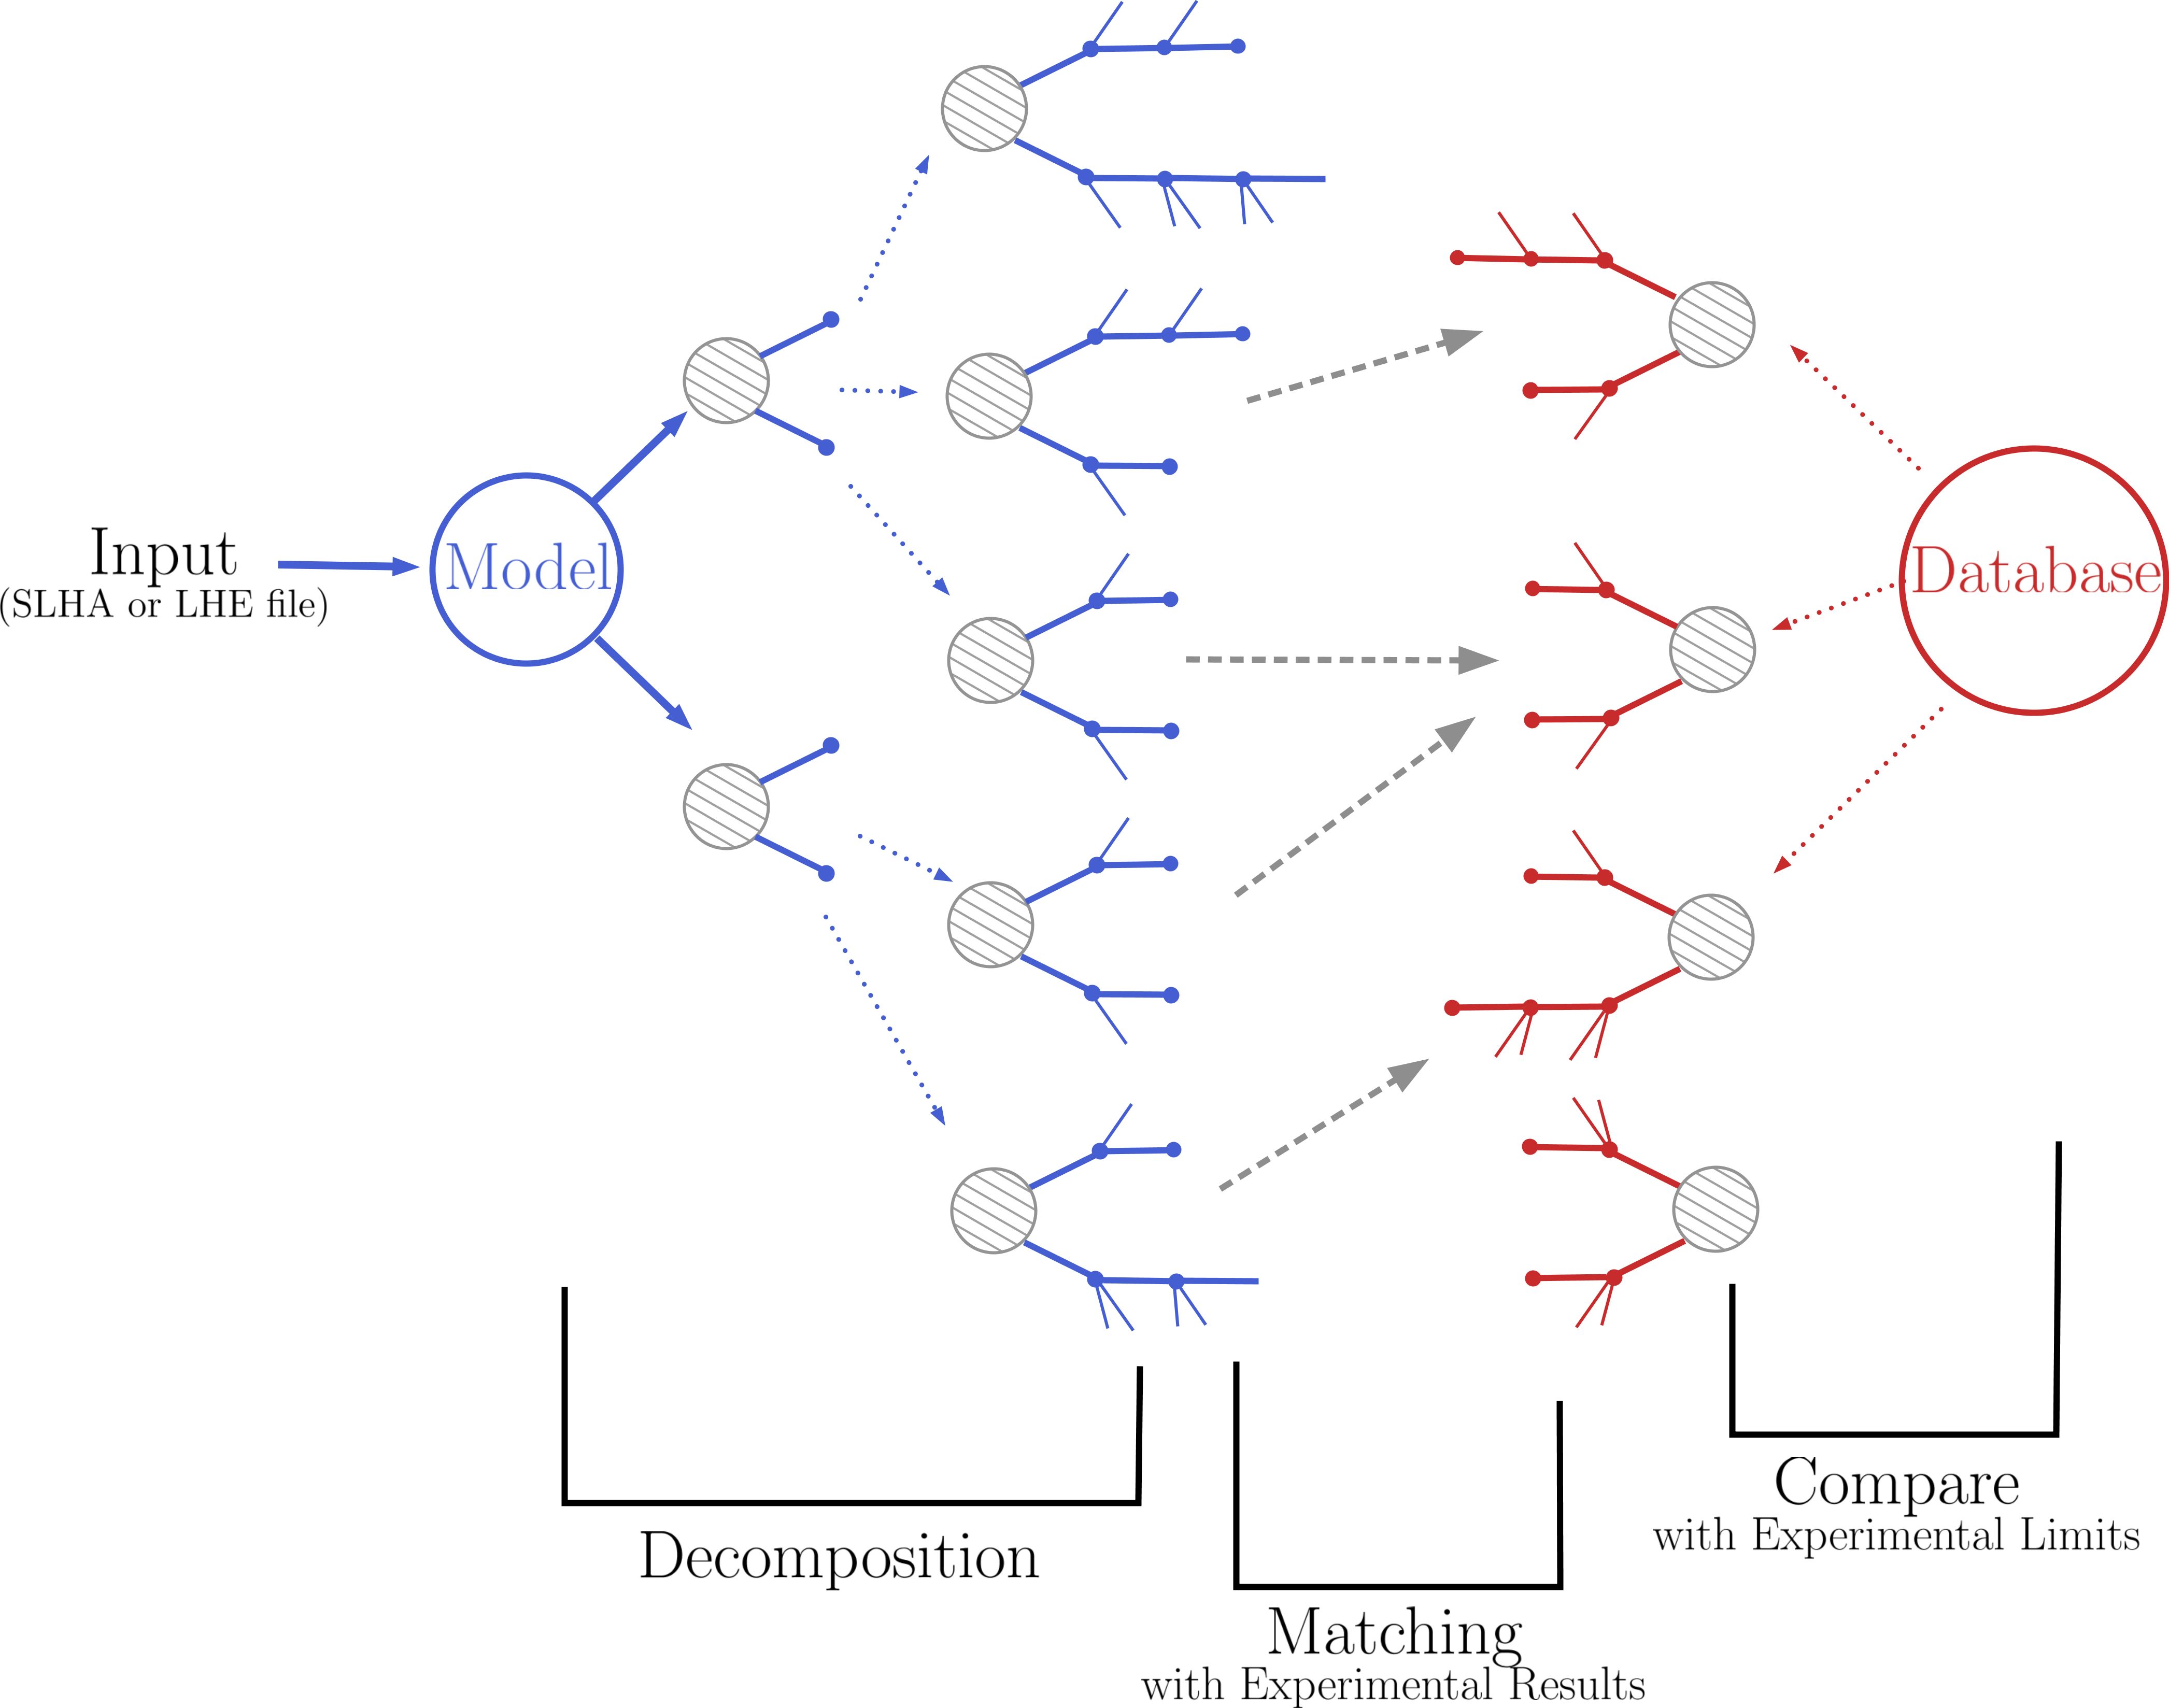 Input
(SLHA or LHE file)
Model
Database
Decomposition
Matching
with Experimental Results
Compare
with Experimental Limits